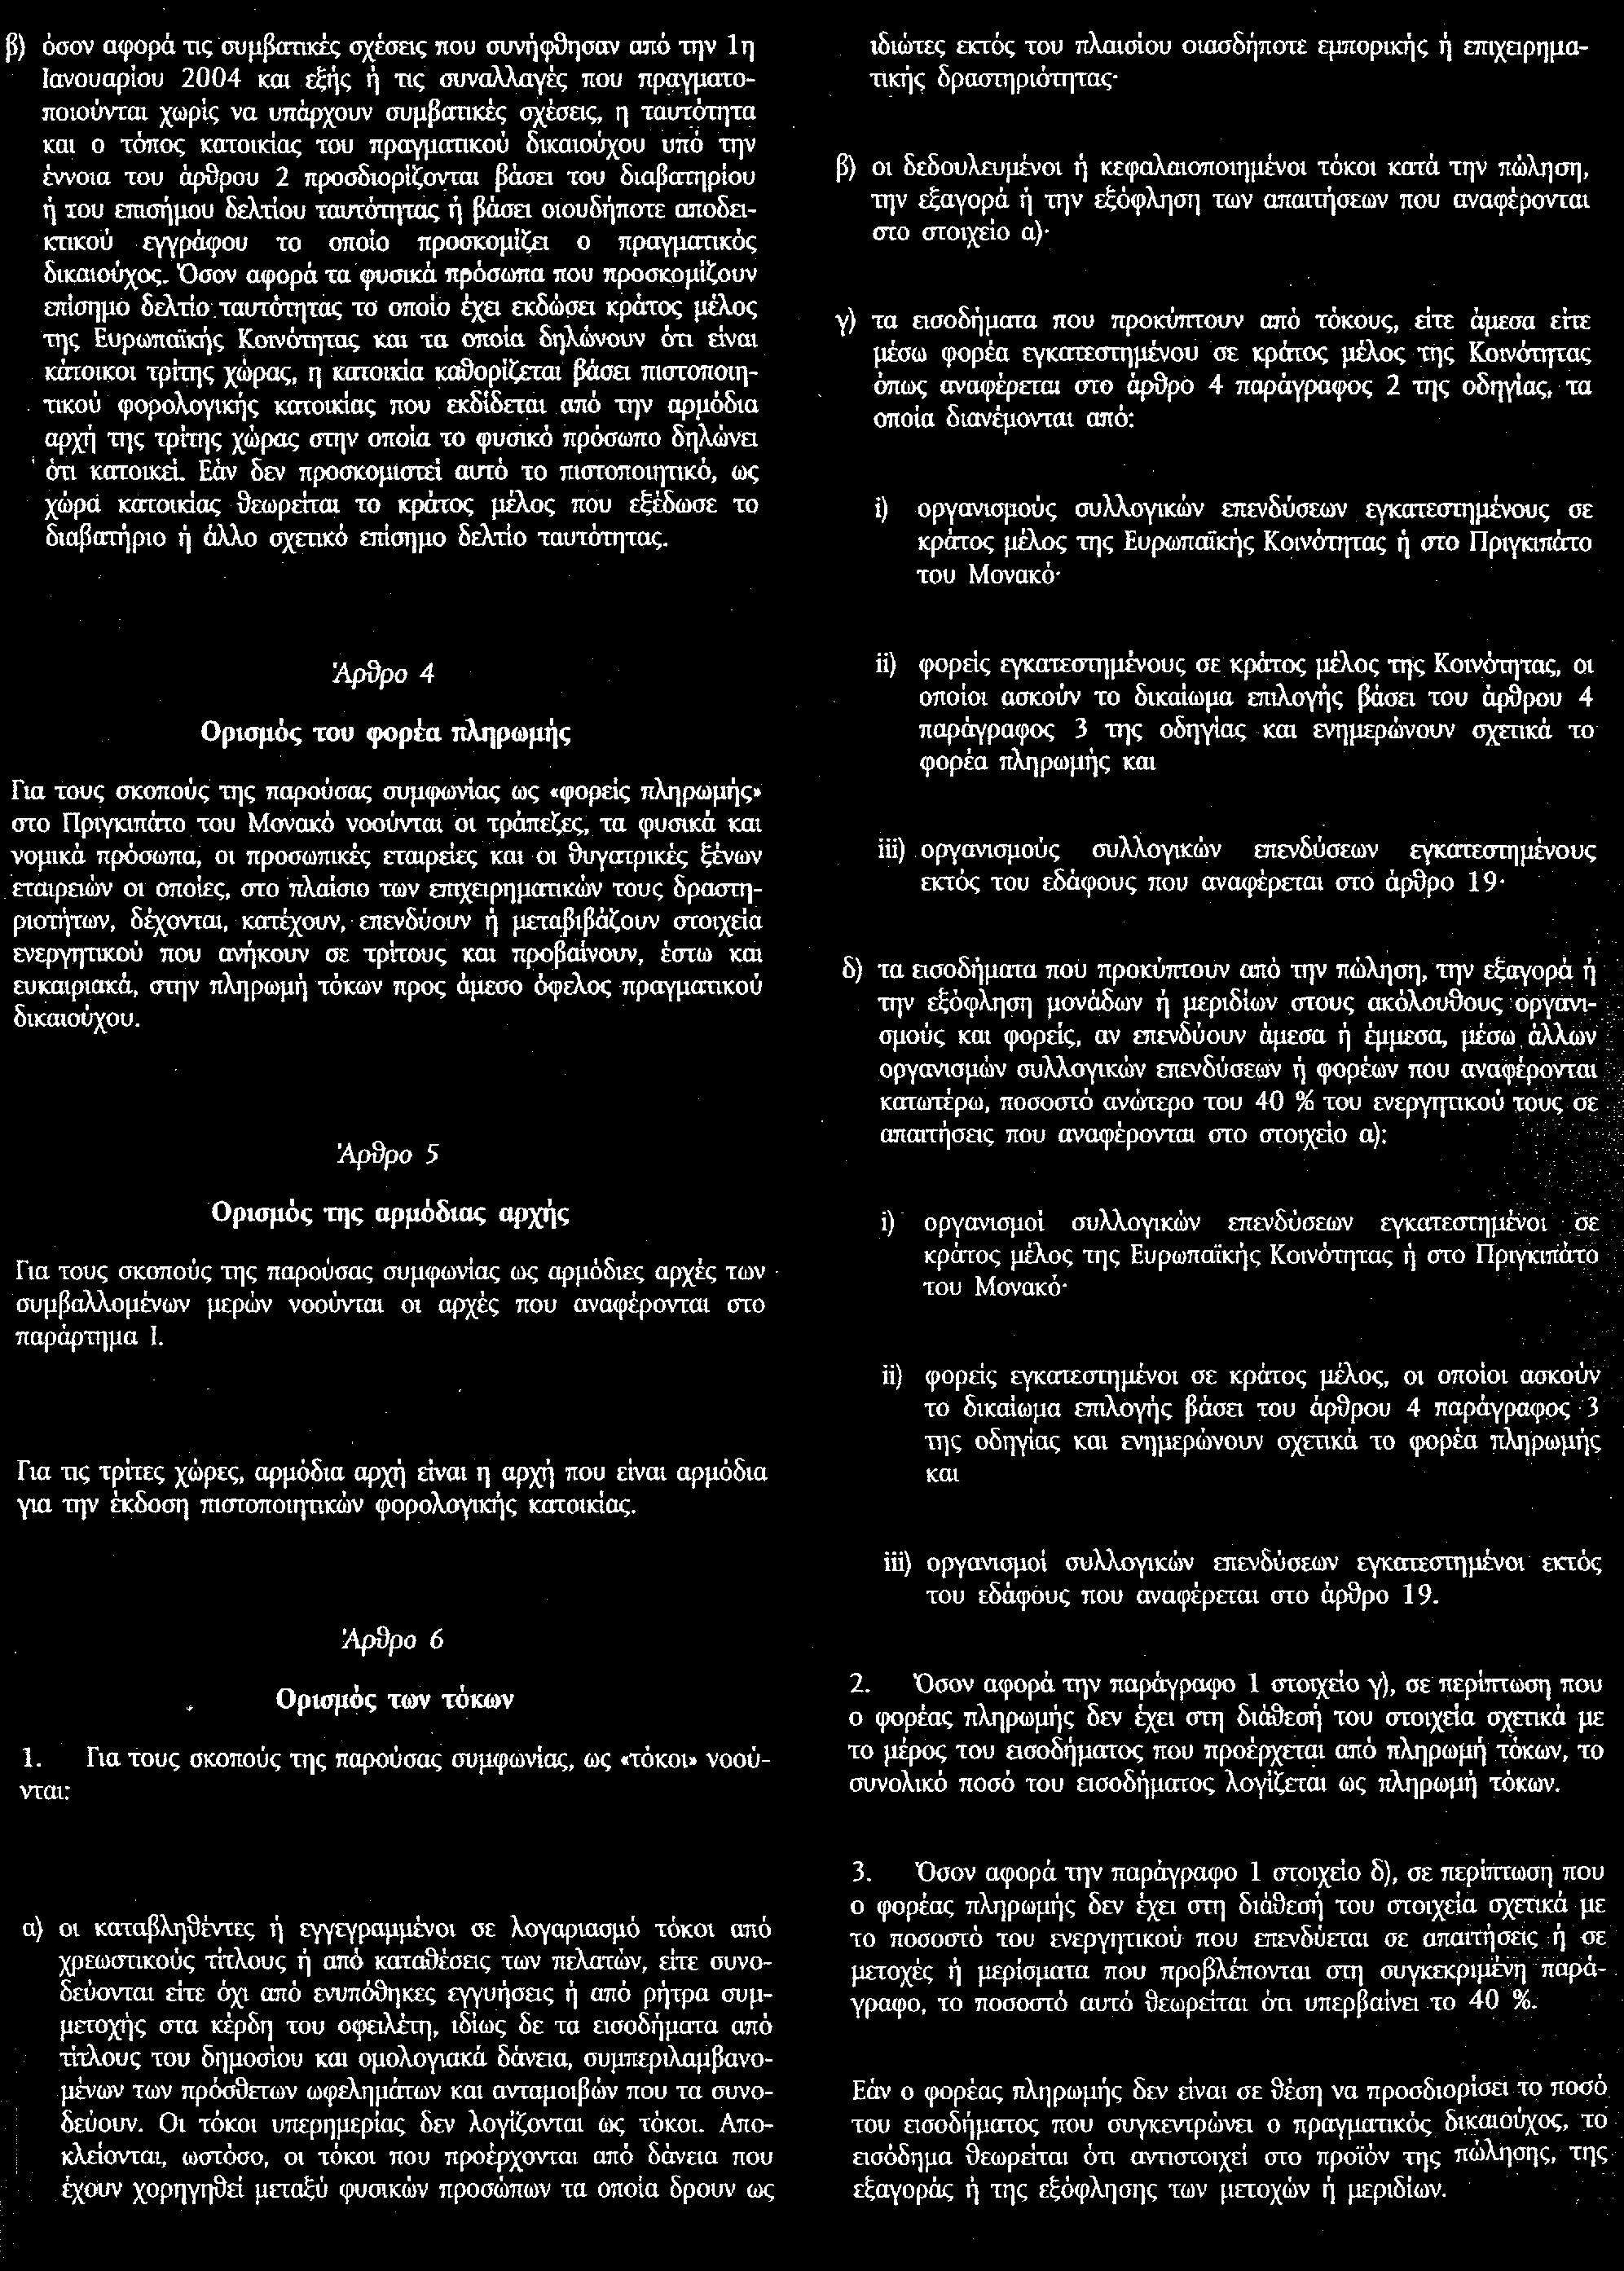 β) όσον αφορά τις συμβατικές σχέσεις που συνήφθησαν από την 1η
Ιανουαρίου 2004 και εξής ή τις συναλλαγές που πραγματο-
ποιούνται χωρίς να υπάρχουν συμβατικές σχέσεις, η ταυτότητα
και ο τόπος κατοικίας του πραγματικού δικαιούχου υπό την
έννοια του άρθρου 2 προσδιορίζονται βάσει του διαβατηρίου
ή του επισήμου δελτίου ταυτότητας ή βάσει οιουδήποτε αποδει-
κτικού εγγράφου το οποίο προσκομίζει ο πραγματικός
δικαιούχος. Όσον αφορά τα φυσικά πρόσωπα που προσκομίζουν
επίσημο δελτίο ταυτότητας το οποίο έχει εκδώσει κράτος μέλος
της Ευρωπαϊκής Κοινότητας και τα οποία δηλώνουν ότι είναι
κάτοικοι τρίτης χώρας, η κατοικία καθορίζεται βάσει πιστοποιη-
τικού φορολογικής κατοικίας που εκδίδεται από την αρμόδια
αρχή της τρίτης χώρας στην οποία το φυσικό πρόσωπο δηλώνει
ότι κατοικεί. Εάν δεν προσκομιστεί αυτό το πιστοποιητικό, ως
χώρα κατοικίας θεωρείται το κράτος μέλος που εξέδωσε το
διαβατήριο ή άλλο σχετικό επίσημο δελτίο ταυτότητας.
Άρθρο 4
Ορισμός του φορέα πληρωμής
Για τους σκοπούς της παρούσας συμφωνίας ως «φορείς πληρωμής»
στο Πριγκιπάτο του Μονακό νοούνται οι τράπεζες, τα φυσικά και
νομικά πρόσωπα, οι προσωπικές εταιρείες και οι θυγατρικές ξένων
εταιρειών οι οποίες, στο πλαίσιο των επιχειρηματικών τους δραστη-
ριοτήτων, δέχονται, κατέχουν, επενδύουν ή μεταβιβάζουν στοιχεία
ενεργητικού που ανήκουν σε τρίτους και προβαίνουν, έστω και
ευκαιριακά, στην πληρωμή τόκων προς άμεσο όφελος πραγματικού
δικαιούχου.
Άρθρο 5
Ορισμός της αρμόδιας αρχής
Για τους σκοπούς της παρούσας συμφωνίας ως αρμόδιες αρχές των
συμβαλλομένων μερών νοούνται οι αρχές που αναφέρονται στο
παράρτημα I.
Για τις τρίτες χώρες, αρμόδια αρχή είναι η αρχή που είναι αρμόδια
για την έκδοση πιστοποιητικών φορολογικής κατοικίας.
Άρθρο 6
Ορισμός των τόκων
1. Για τους σκοπούς της παρούσας συμφωνίας, ως «τόκοι» νοού-
νται:
α) οι καταβληθέντες ή εγγεγραμμένοι σε λογαριασμό τόκοι από
χρεωστικούς τίτλους ή από καταθέσεις των πελατών, είτε συνο-
δεύονται είτε όχι από ενυπόθηκες εγγυήσεις ή από ρήτρα συμ-
μετοχής στα κέρδη του οφειλέτη, ιδίως δε τα εισοδήματα από
τίτλους του δημοσίου και ομολογιακά δάνεια, συμπεριλαμβανο-
μένων των πρόσθετων ωφελημάτων και ανταμοιβών που τα συνο-
δεύουν. Οι τόκοι υπερημερίας δεν λογίζονται ως τόκοι. Απο-
κλείονται, ωστόσο, οι τόκοι που προέρχονται από δάνεια που
έχουν χορηγηθεί μεταξύ φυσικών προσώπων τα οποία δρουν ως
ιδιώτες εκτός του πλαισίου οιασδήποτε εμπορικής ή επιχειρημα-
τικής δραστηριότητας·
β) οι δεδουλευμένοι ή κεφαλαιοποιημένοι τόκοι κατά την πώληση,
την εξαγορά ή την εξόφληση των απαιτήσεων που αναφέρονται
στο στοιχείο α)·
γ) τα εισοδήματα που προκύπτουν από τόκους, είτε άμεσα είτε
μέσω φορέα εγκατεστημένου σε κράτος μέλος της Κοινότητας
όπως αναφέρεται στο άρθρο 4 παράγραφος 2 της οδηγίας, τα
οποία διανέμονται από:
i) οργανισμούς συλλογικών επενδύσεων εγκατεστημένους σε
κράτος μέλος της Ευρωπαϊκής Κοινότητας ή στο Πριγκιπάτο
του Μονακό·
ii) φορείς εγκατεστημένους σε κράτος μέλος της Κοινότητας, οι
οποίοι ασκούν το δικαίωμα επιλογής βάσει του άρθρου 4
παράγραφος 3 της οδηγίας και ενημερώνουν σχετικά το
φορέα πληρωμής και
iii) οργανισμούς συλλογικών επενδύσεων εγκατεστημένους
εκτός του εδάφους που αναφέρεται στο άρθρο 19·
δ) τα εισοδήματα που προκύπτουν από την πώληση, την εξαγορά ή
την εξόφληση μονάδων ή μεριδίων στους ακόλουθους οργανι-
σμούς και φορείς, αν επενδύουν άμεσα ή έμμεσα, μέσω άλλων
οργανισμών συλλογικών επενδύσεων ή φορέων που αναφέρονται
κατωτέρω, ποσοστό ανώτερο του 40 % του ενεργητικού τους σε
απαιτήσεις που αναφέρονται στο στοιχείο α):
i) οργανισμοί συλλογικών επενδύσεων εγκατεστημένοι σε
κράτος μέλος της Ευρωπαϊκής Κοινότητας ή στο Πριγκιπάτο
του Μονακό·
ii) φορείς εγκατεστημένοι σε κράτος μέλος, οι οποίοι ασκούν
το δικαίωμα επιλογής βάσει του άρθρου 4 παράγραφος 3
της οδηγίας και ενημερώνουν σχετικά το φορέα πληρωμής
και
iii) οργανισμοί συλλογικών επενδύσεων εγκατεστημένοι εκτός
του εδάφους που αναφέρεται στο άρθρο 19.
2. Όσον αφορά την παράγραφο 1 στοιχείο γ), σε περίπτωση που
ο φορέας πληρωμής δεν έχει στη διάθεσή του στοιχεία σχετικά με
το μέρος του εισοδήματος που προέρχεται από πληρωμή τόκων, το
συνολικό ποσό του εισοδήματος λογίζεται ως πληρωμή τόκων.
3. Όσον αφορά την παράγραφο 1 στοιχείο δ), σε περίπτωση που
ο φορέας πληρωμής δεν έχει στη διάθεσή του στοιχεία σχετικά με
το ποσοστό του ενεργητικού που επενδύεται σε απαιτήσεις ή σε
μετοχές ή μερίσματα που προβλέπονται στη συγκεκριμένη παρά-
γραφο, το ποσοστό αυτό θεωρείται ότι υπερβαίνει το 40 %.
Εάν ο φορέας πληρωμής δεν είναι σε θέση να προσδιορίσει το ποσό
του εισοδήματος που συγκεντρώνει ο πραγματικός δικαιούχος, το
εισόδημα θεωρείται ότι αντιστοιχεί στο προϊόν της πώλησης, της
εξαγοράς ή της εξόφλησης των μετοχών ή μεριδίων.